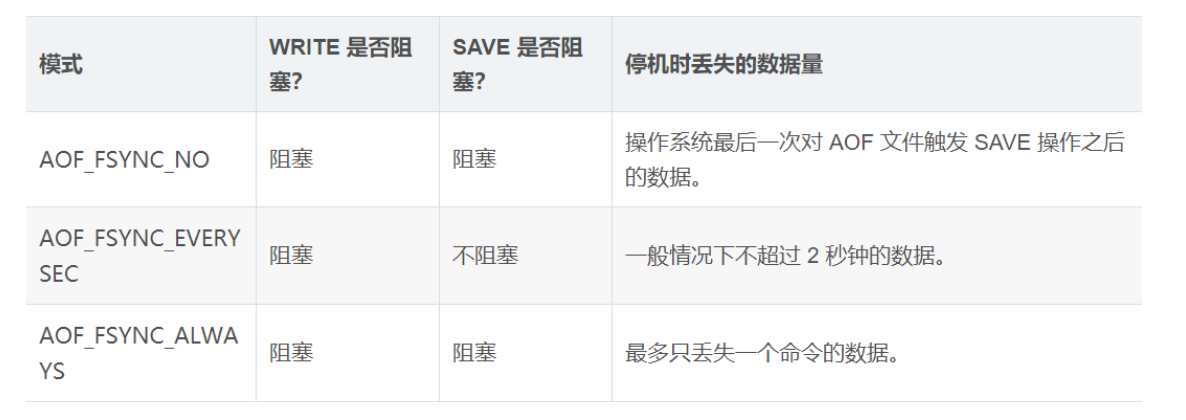 模式
WRITE 是否阻
塞?
SAVE 是否阻
塞?
停机时丢失的数据量
AOF_FSYNC_NO
阻塞
阻塞
操作系统最后一次对 AOF 文件触发 SAVE 操作之后
的数据。
AOF_FSYNC_EVERY
SEC
阻塞
不阻塞
一般情况下不超过 2 秒钟的数据。
AOF_FSYNC_ALWA
YS
阻塞
阻塞
最多只丢失一个命令的数据。